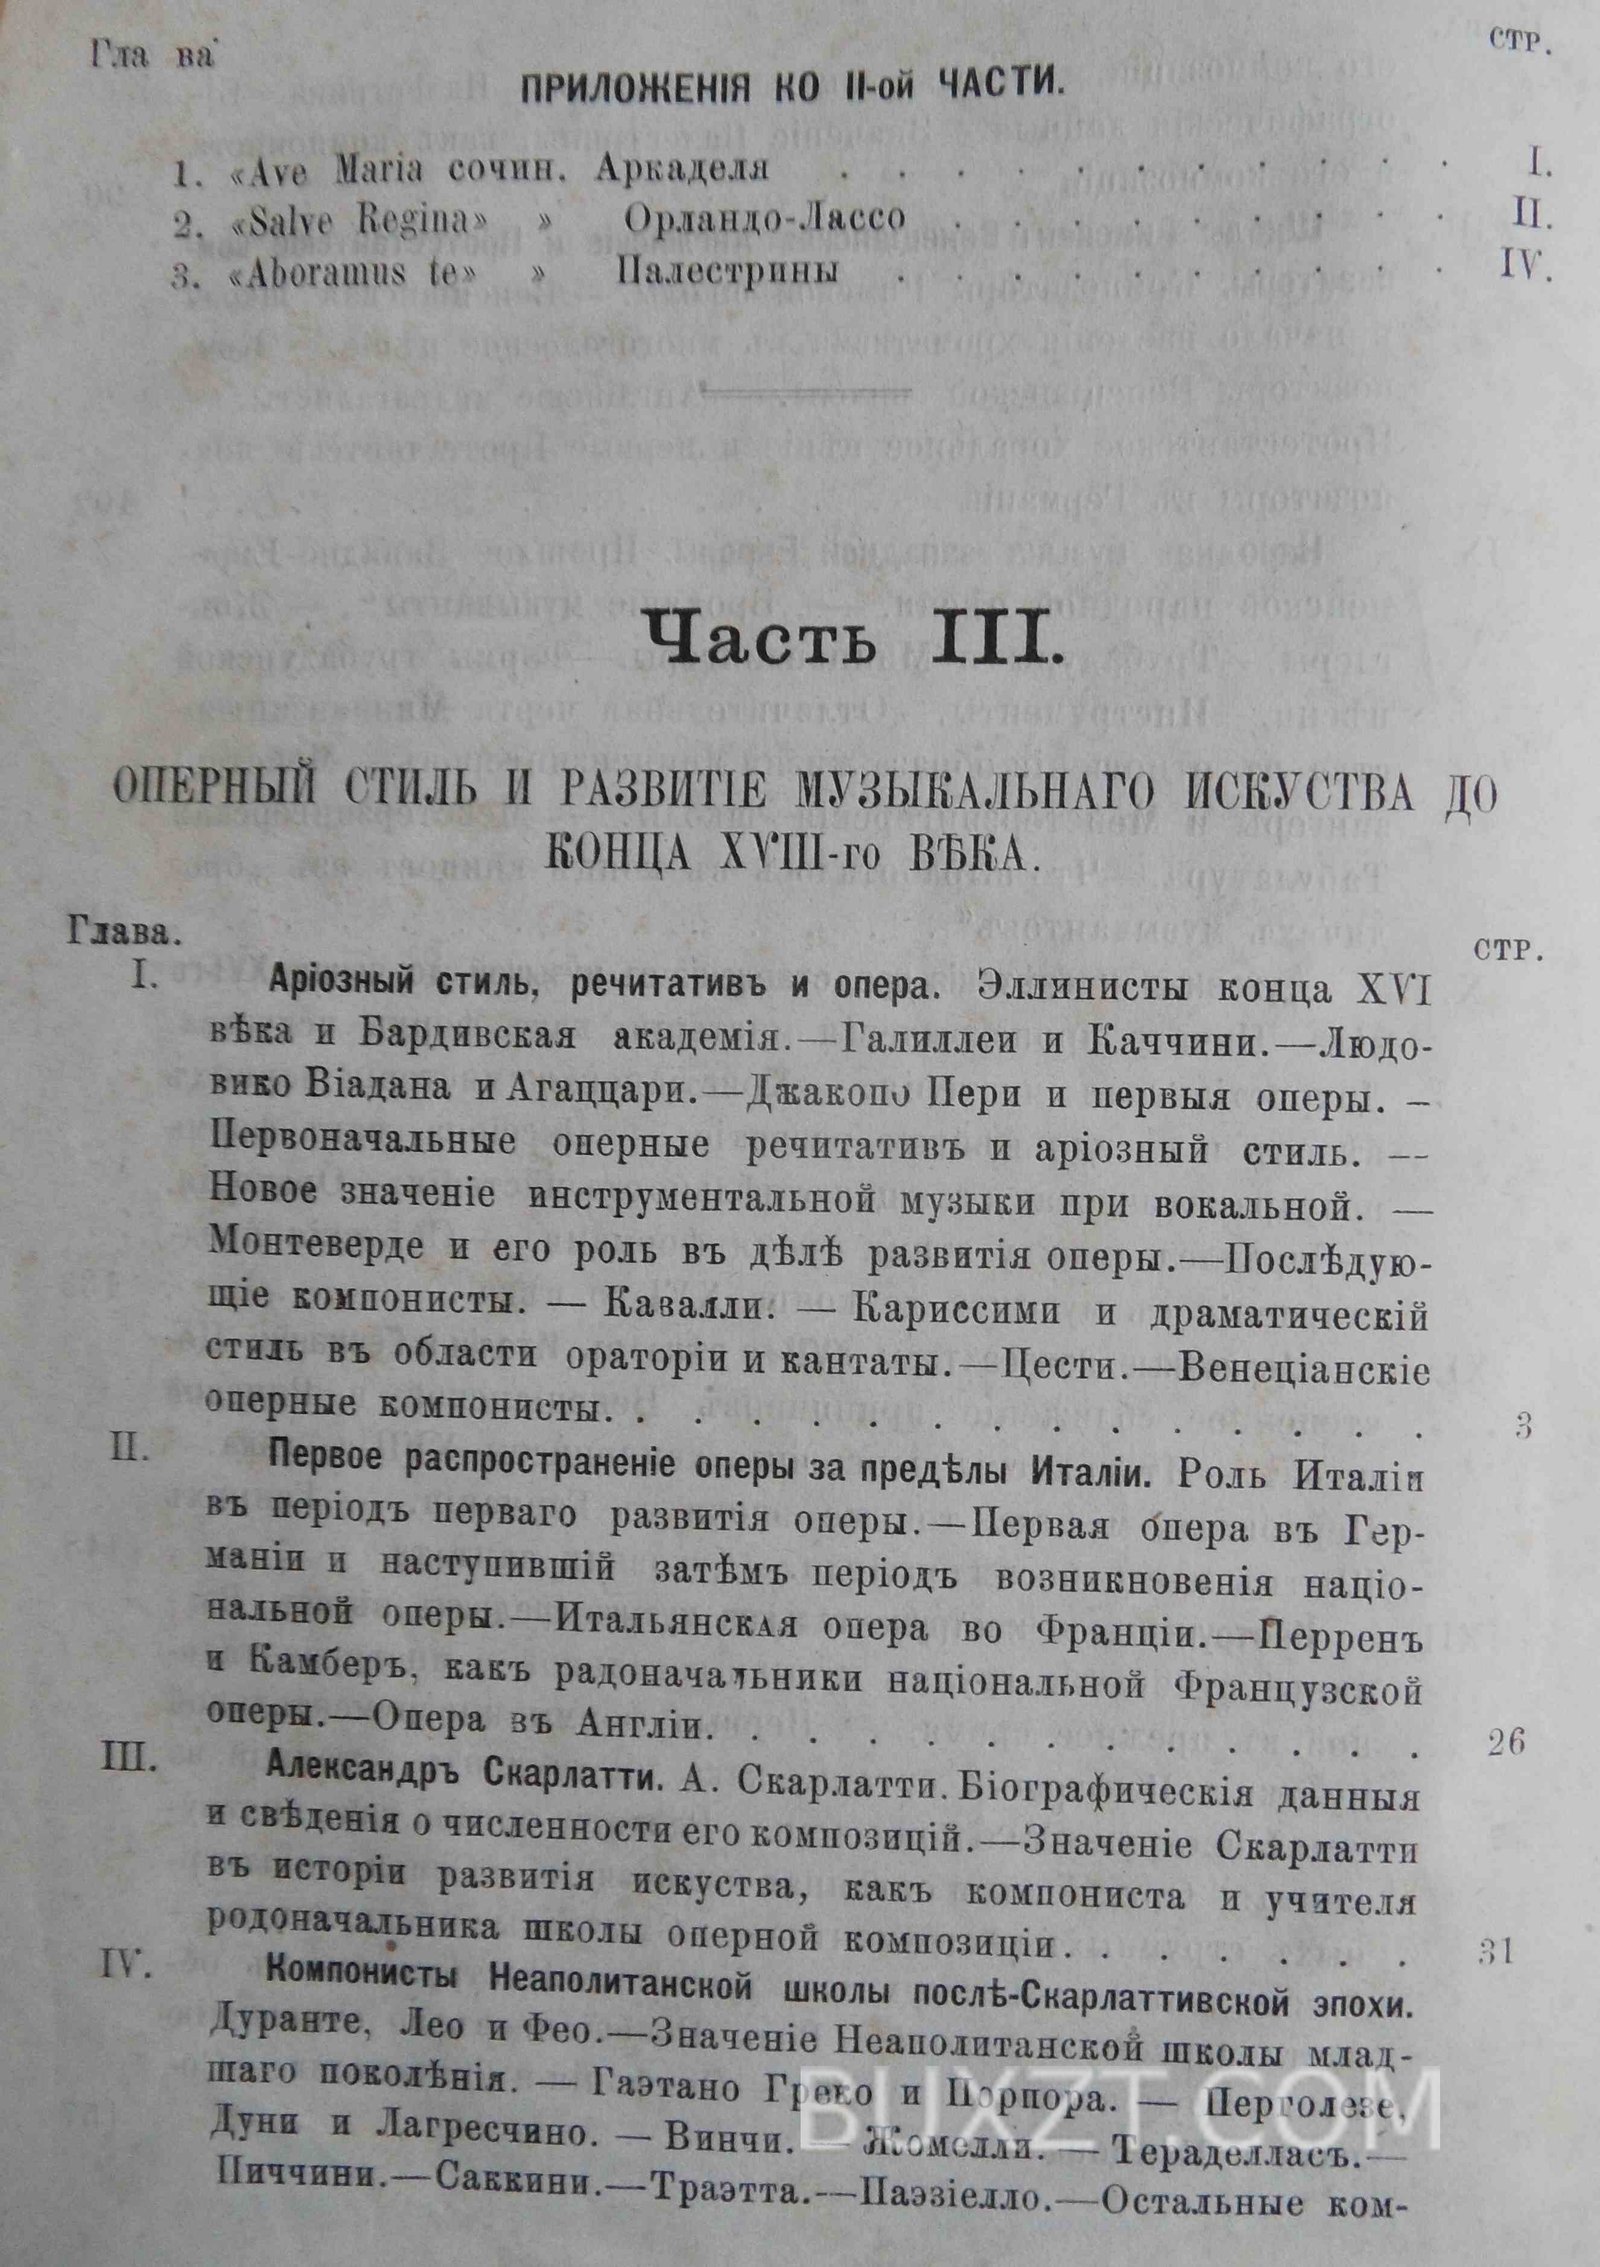 Гла ва
стр.
ПРИЛОЖЕНІЯ КО II-ой ЧАСТИ.
1. «Ave Maria сочин. Аркаделя . . . . . . . . . . . I.
2. «Salve Regina» » Орландо-Лассо . . . . . . . . . II.
3. «Aboramus te» » Палестрины . . . . . . . . . . IV.
Часть III.
ОПЕРНЫЙ СТИЛЬ И РАЗВИТІЕ МУЗЫКАЛЬНАГО ИСКУСТВА ДО
КОНЦА XVIII-го ВѢКА.
Глава.
стр.
I. Аріозный стиль, речитативъ и опера. Эллинисты конца XVI
вѣка и Бардивская академія.—Галиллеи и Каччини.—Людо-
вико Віадана и Агаццари.—Джакопо Пери и первыя оперы. –
Первоначальные оперные речитативъ и аріозный стиль. —
Новое значеніе инструментальной музыки при вокальной. —
Монтеверде и его роль въ дѣлѣ развитія оперы.—Послѣдую-
щіе компонисты. — Кавалли. — Кариссими и драматическій
стиль въ области ораторіи и кантаты.—Цести.—Венеціанскіе
оперные компонисты. . . . . . . . . . . . . . . 3
II. Первое распространеніе оперы за предѣлы Италіи. Роль Италіи
въ періодъ перваго развитія оперы.—Первая опера въ Гер-
маніи и наступившій затѣмъ періодъ возникновенія націо-
нальной оперы.—Итальянская опера во Франціи.—Перренъ
и Камберъ, какъ радоначальники національной Французской
оперы.—Опера въ Англіи. . . . . . . . . . . . . 26
III. Александръ Скарлатти. А. Скарлатти. Біографическія данныя
и свѣденія о численности его композицій.—Значеніе Скарлатти
въ исторіи развитія искуства, какъ компониста и учителя
родоначальника школы оперной композиціи. . . . . . . 31
IV. Компонисты Неаполитанской школы послѣ-Скарлаттивской эпохи.
Дуранте, Лео и Фео.—Значеніе Неаполитанской школы млад-
шаго поколѣнія. — Гаэтано Греко и Порпора. — Перголезе,
Дуни и Лагресчино. — Винчи. — Жомелли. — Тераделласъ.—
Пиччини.—Саккини.—Траэтта.—Паэзіелло.—Остальные ком-